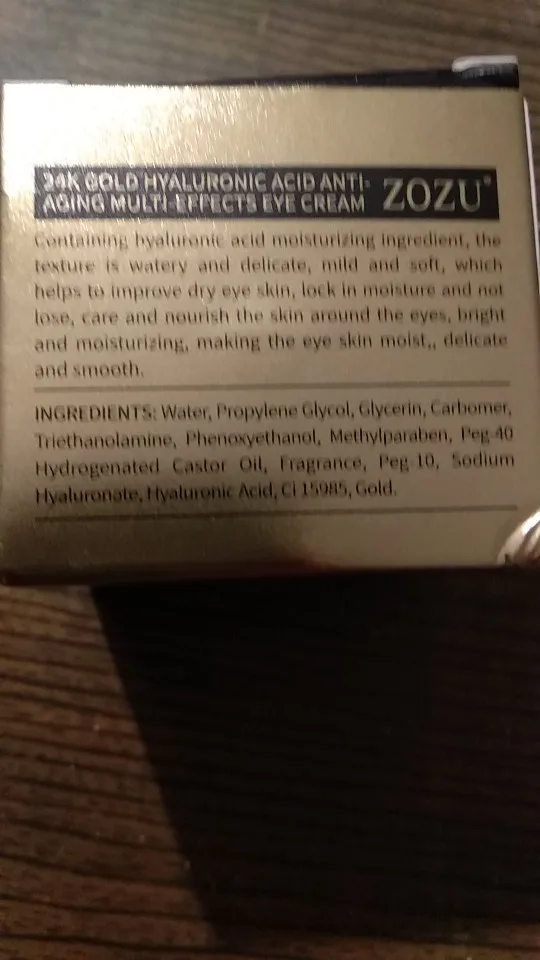 24K GOLD HYALURONIC ACID ANTI-
AGING MULTI-EFFECTS EYE CREAM
ZOZU®
Containing hyaluronic acid moisturizing ingredient, the
texture is watery and delicate, mild and soft, which
helps to improve dry eye skin, lock in moisture and not
lose, care and nourish the skin around the eyes, bright
and moisturizing, making the eye skin moist,, delicate
and smooth.
INGREDIENTS: Water, Propylene Glycol, Glycerin, Carbomer,
Triethanolamine, Phenoxyethanol, Methylparaben, Peg-40
Hydrogenated Castor Oil, Fragrance, Peg-10, Sodium
Hyaluronate, Hyaluronic Acid, Ci 15985, Gold.